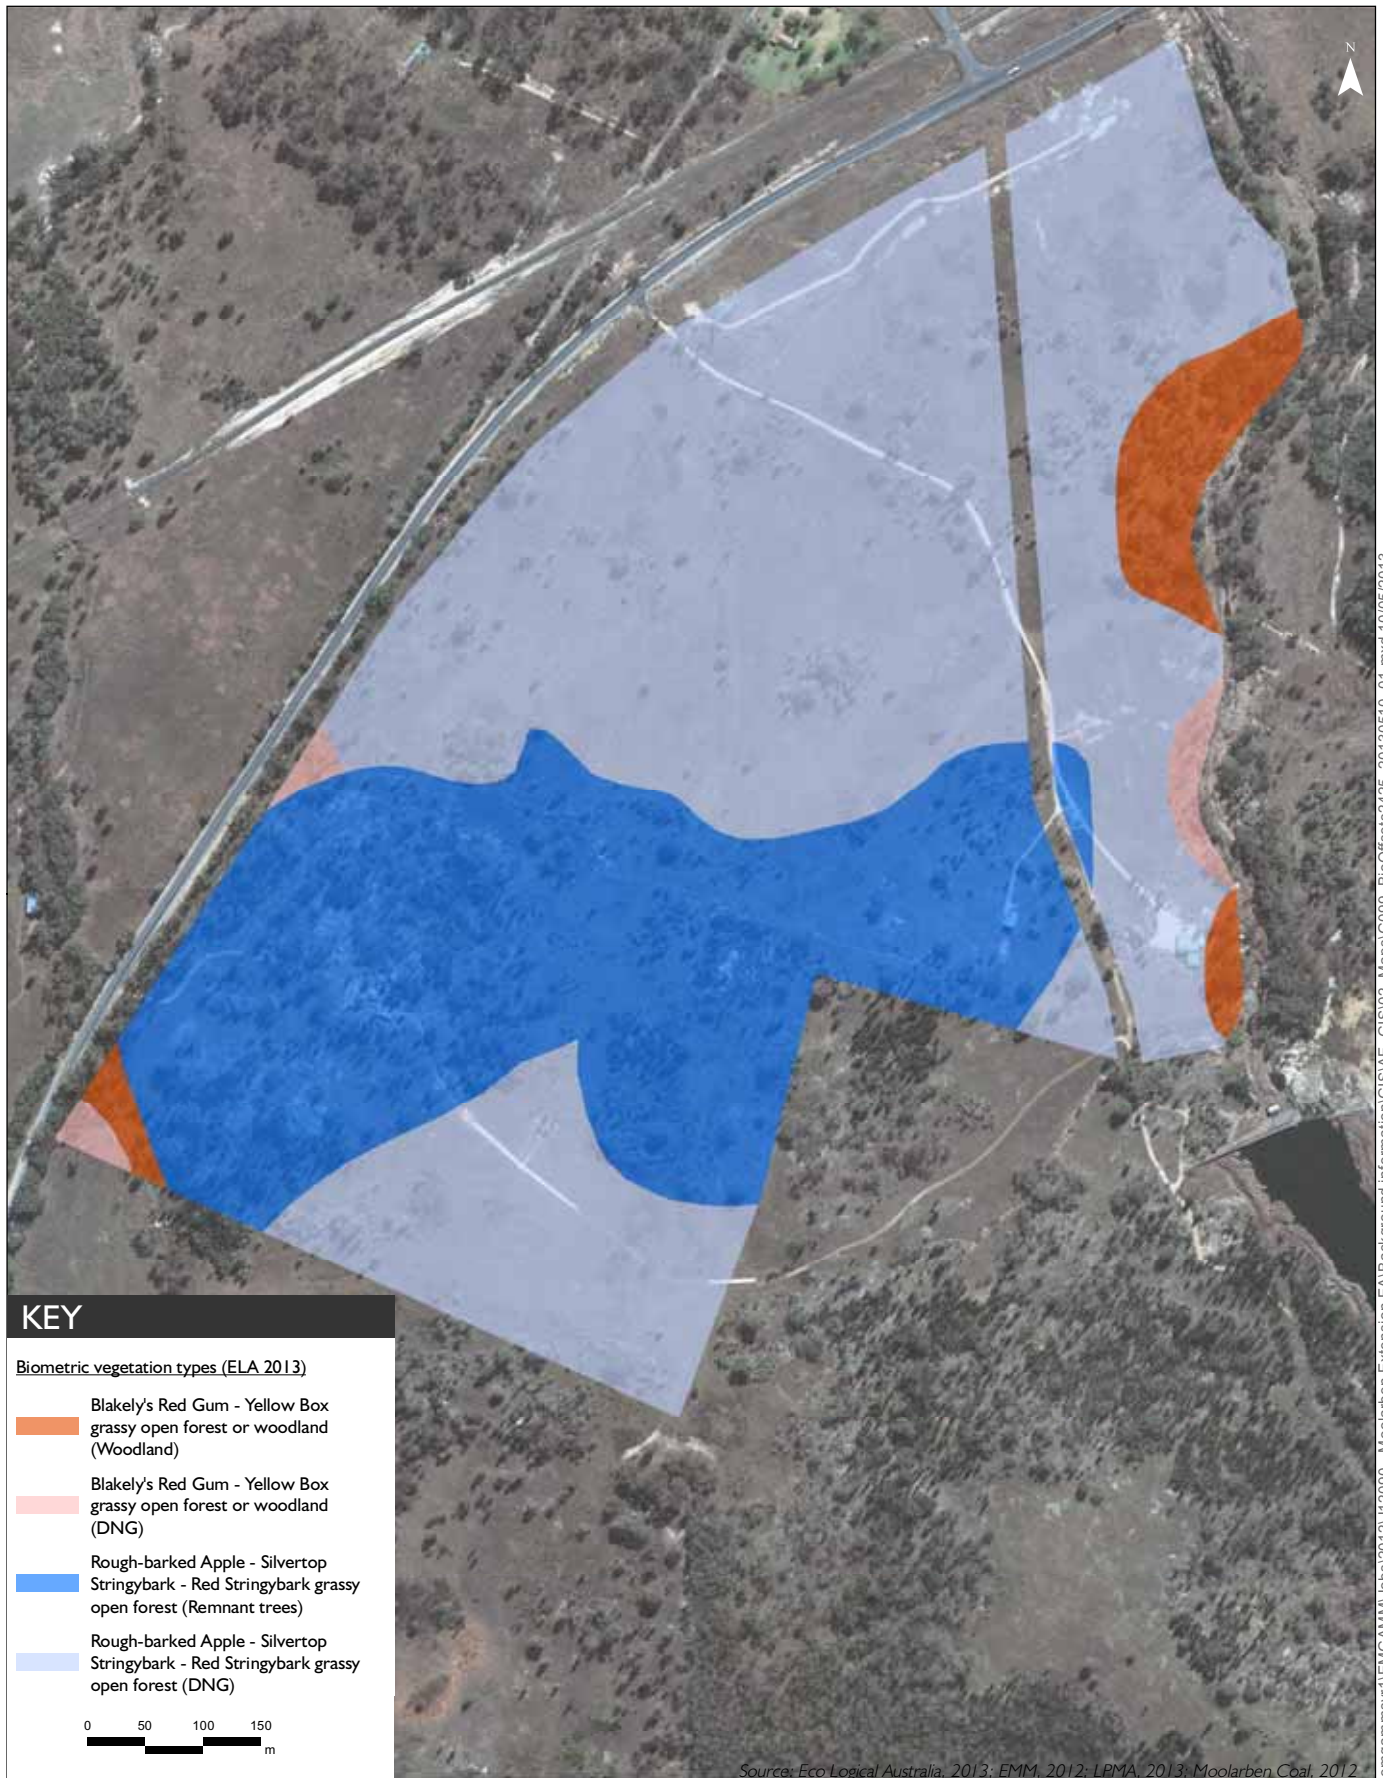 N
KEY
Biometric vegetation types (ELA 2013)
Blakely's Red Gum - Yellow Box
grassy open forest or woodland
(Woodland)
Blakely's Red Gum - Yellow Box
grassy open forest or woodland
(DNG)
Rough-barked Apple - Silvertop
Stringybark - Red Stringybark grassy
open forest (Remnant trees)
Rough-barked Apple - Silvertop
Stringybark - Red Stringybark grassy
open forest (DNG)
0 50 100 150
m
Source: Eco Logical Australia, 2013; EMM, 2012; LPMA, 2013; Moolarben Coal, 2012